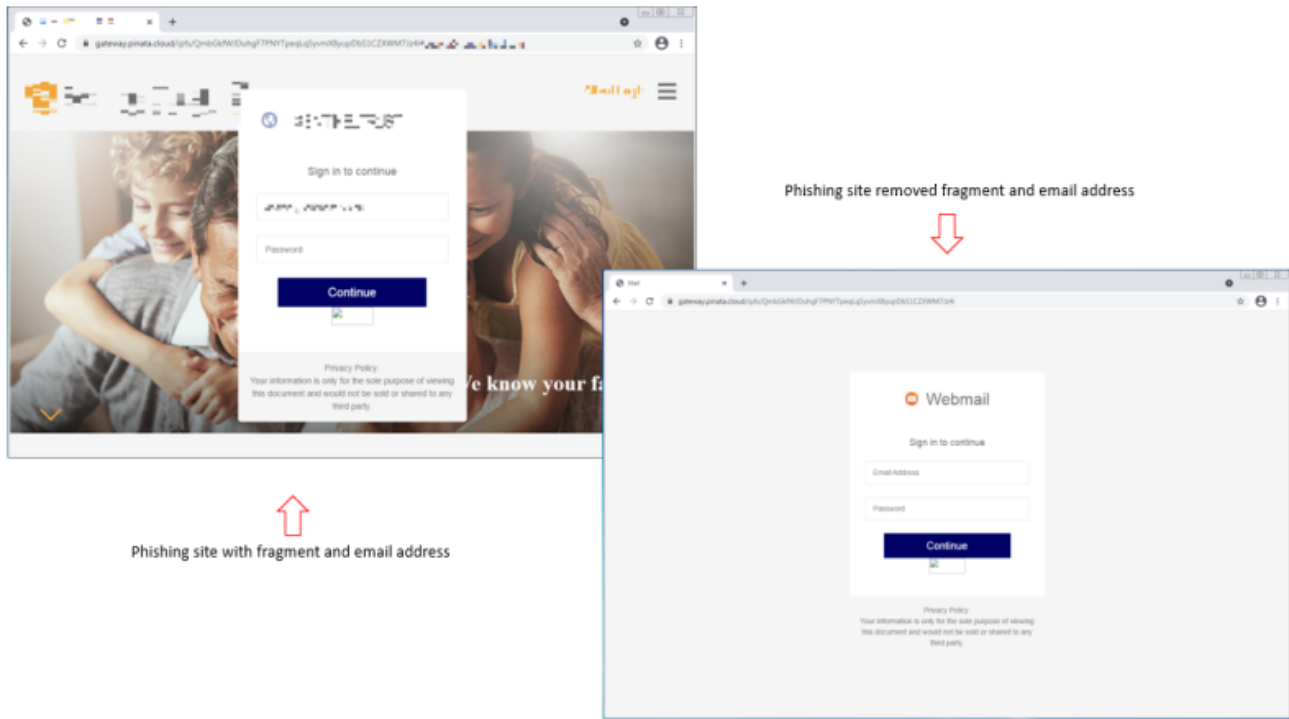 gateway.pinata.cloud/ipfs/
Sign in to continue
Password
Continue
Privacy Policy:
Your information is only for the sole purpose of viewing
this document and would not be sold or shared to any
third party.
e know your fa
Phishing site with fragment and email address
Phishing site removed fragment and email address
Mail
gateway.pinata.cloud/ipfs/
Webmail
Sign in to continue
Email Address
Password
Continue
Privacy Policy:
Your information is only for the sole purpose of viewing
this document and would not be sold or shared to any
third party.